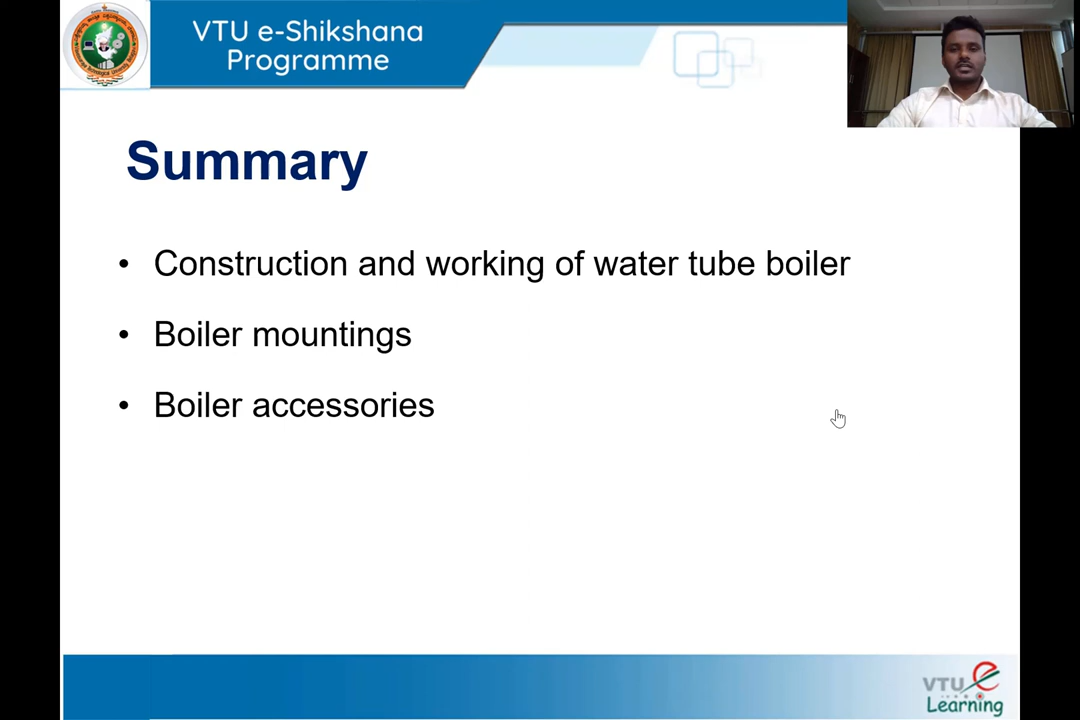 VTU e-Shikshana
Programme
Summary
• Construction and working of water tube boiler
• Boiler mountings
• Boiler accessories
VTU e
Learning